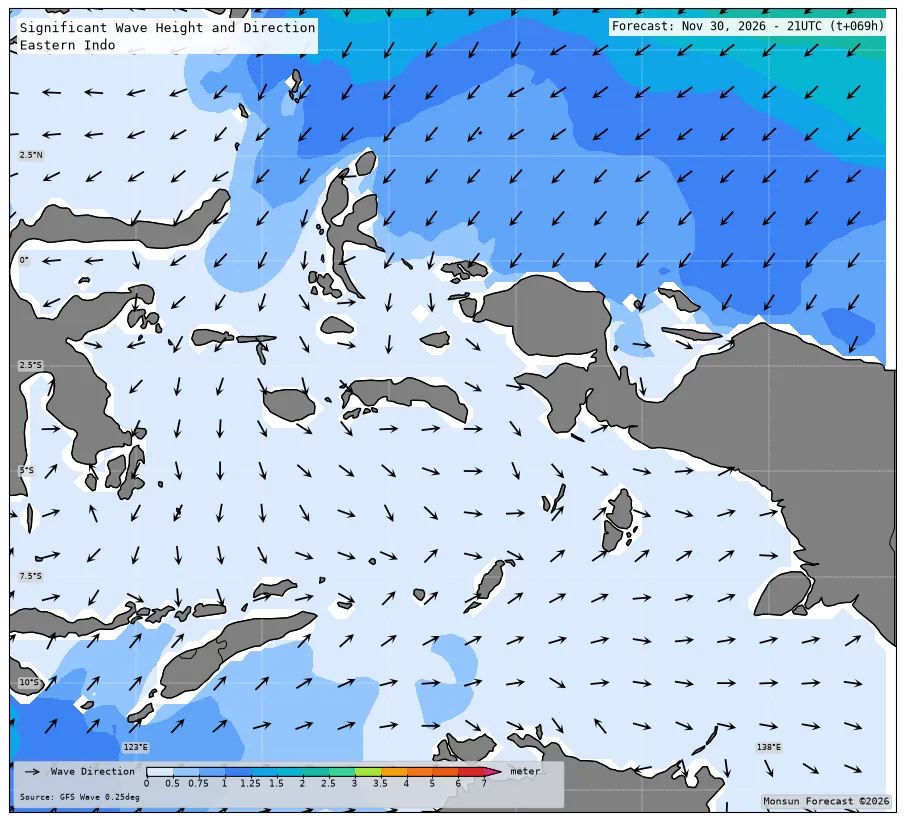 Significant Wave Height and Direction
Eastern Indo
Forecast: Nov 30, 2026 - 21UTC (t+069h)
2.5°N
0°
2.5°S
5°S
7.5°S
10°S
123°E
138°E
Wave Direction
meter
0 0.5 0.75 1 1.25 1.5 2 2.5 3 3.5 4 5 6 7
Source: GFS Wave 0.25deg
Monsun Forecast ©2026